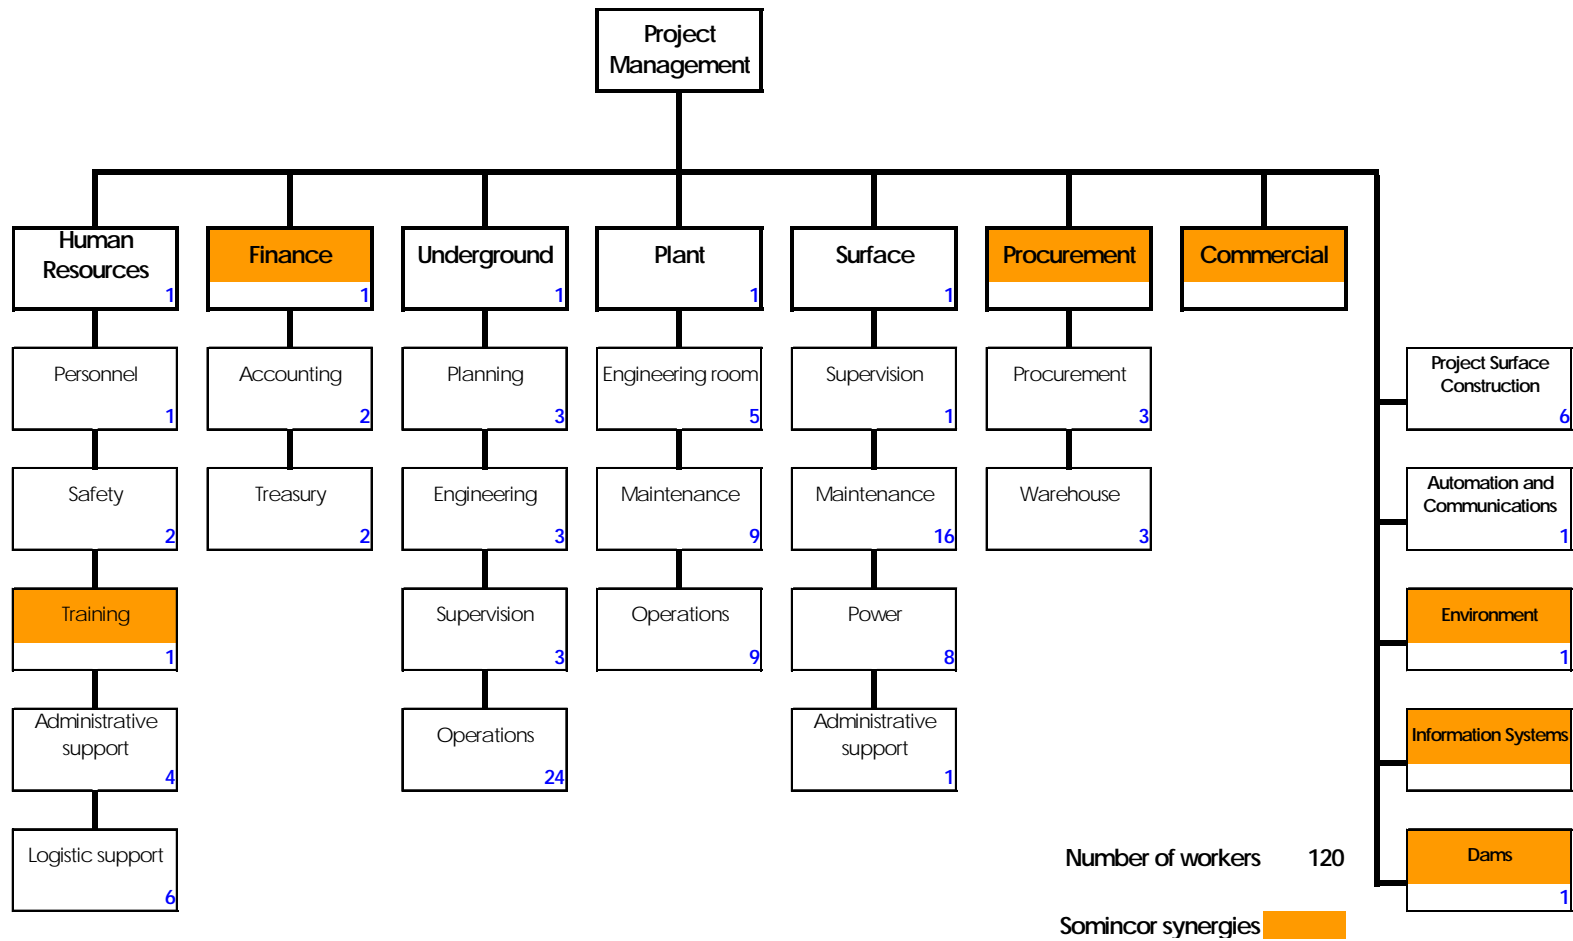 Project
Management
Human
Resources
1
Finance
1
Underground
1
Plant
1
Surface
1
Procurement
Commercial
Personnel
1
Accounting
2
Planning
3
Engineering room
5
Supervision
1
Procurement
3
Project Surface
Construction
6
Safety
2
Treasury
2
Engineering
3
Maintenance
9
Maintenance
16
Warehouse
3
Automation and
Communications
1
Training
1
Supervision
3
Operations
9
Power
8
Environment
1
Administrative
support
4
Operations
24
Administrative
support
1
Information Systems
Logistic support
6
Number of workers 120
Dams
1
Somincor synergies